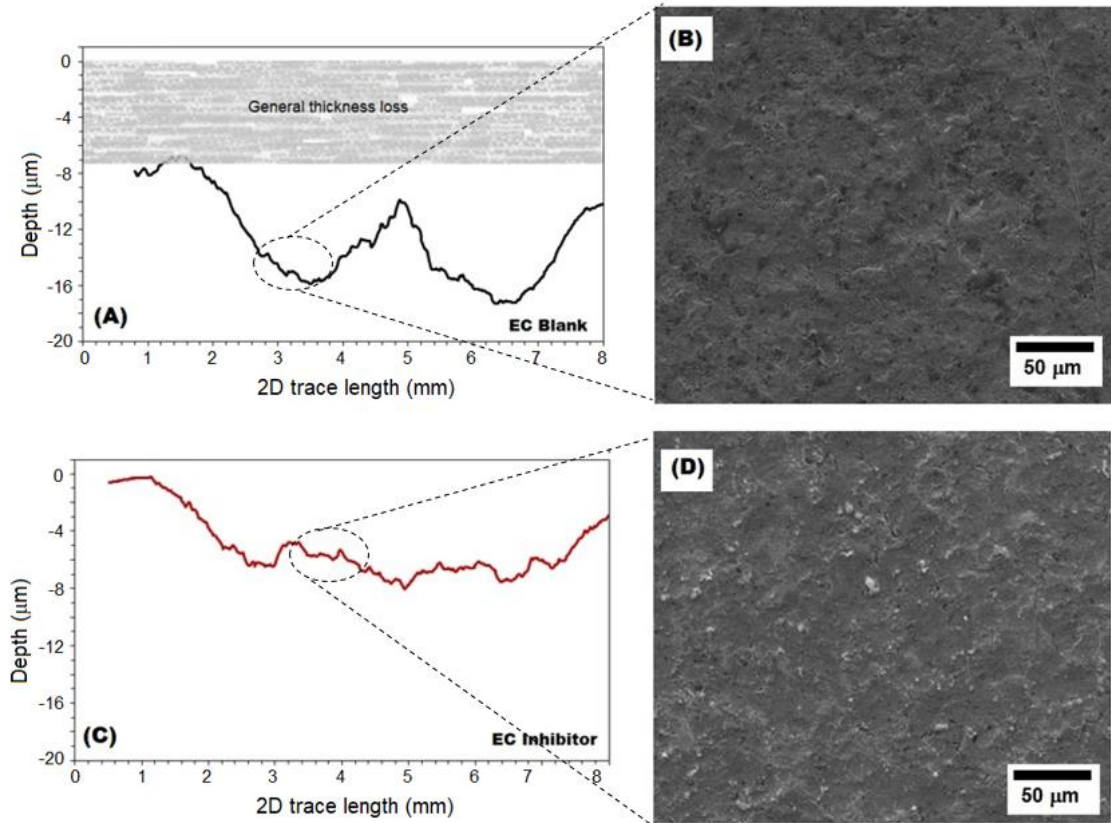 0
General thickness loss
-4
-8
-12
-16
-20
Depth (μm)
(A)
EC Blank
0 1 2 3 4 5 6 7 8
2D trace length (mm)
(B)
50 μm
0
-4
-8
-12
-16
-20
Depth (μm)
(C)
EC Inhibitor
0 1 2 3 4 5 6 7 8
2D trace length (mm)
(D)
50 μm